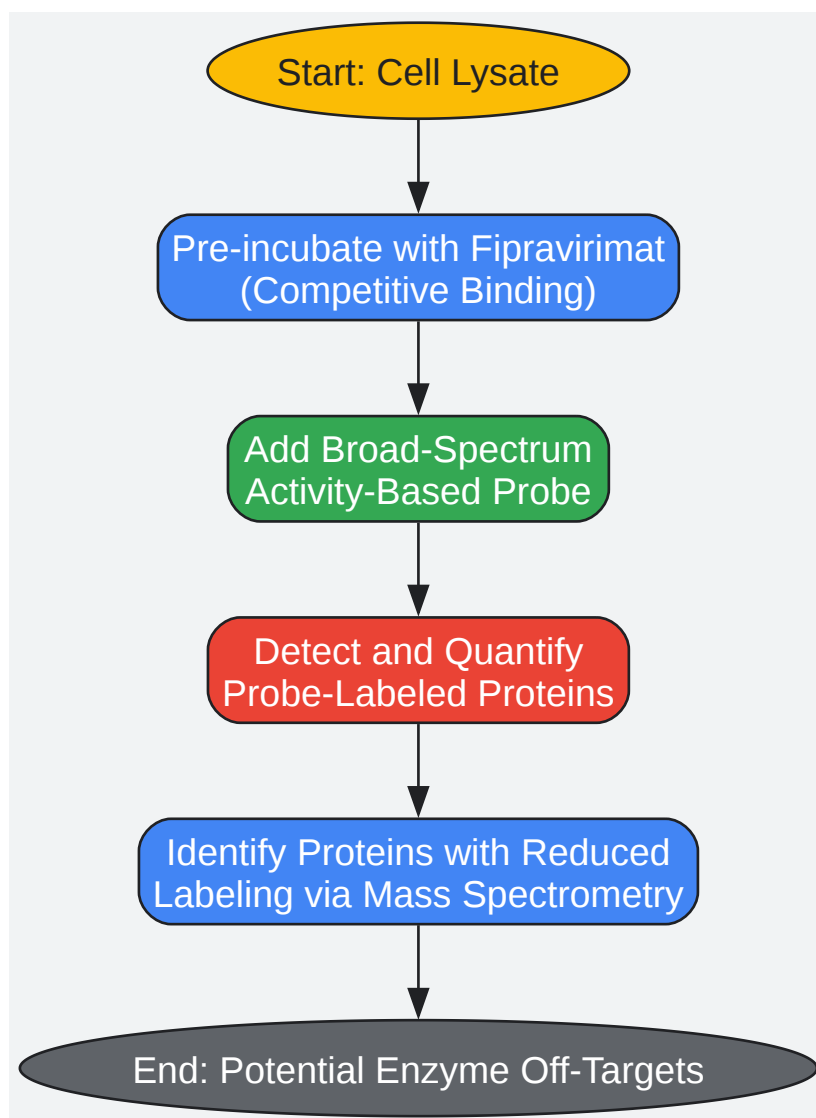 Start: Cell Lysate
Pre-incubate with Fipravirimat
(Competitive Binding)
Add Broad-Spectrum
Activity-Based Probe
Detect and Quantify
Probe-Labeled Proteins
Identify Proteins with Reduced
Labeling via Mass Spectrometry
End: Potential Enzyme Off-Targets